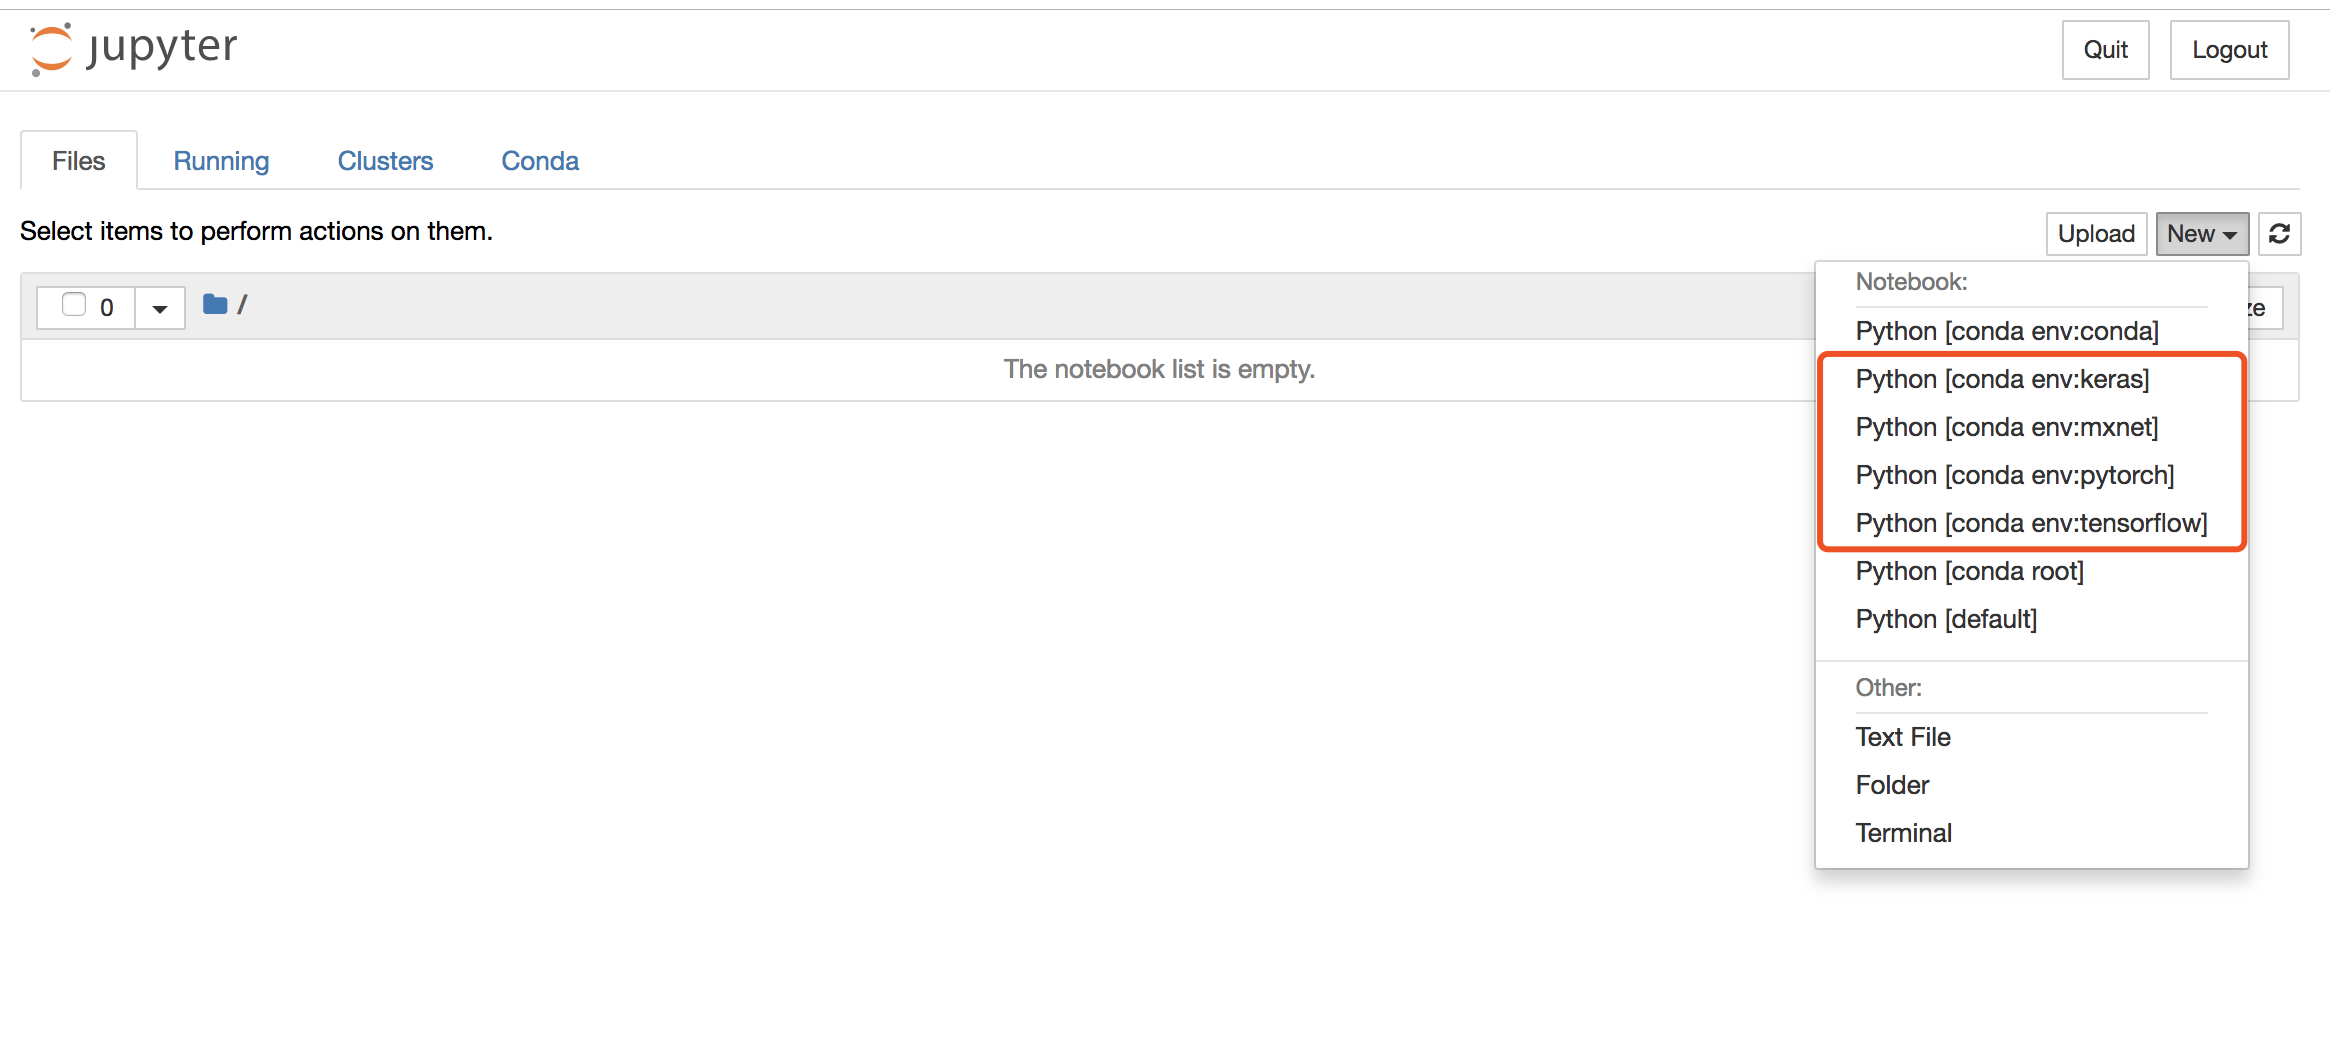 jupyter
Quit
Logout
Files
Running
Clusters
Conda
Select items to perform actions on them.
Upload
New
0
/
ze
The notebook list is empty.
Notebook:
Python [conda env:conda]
Python [conda env:keras]
Python [conda env:mxnet]
Python [conda env:pytorch]
Python [conda env:tensorflow]
Python [conda root]
Python [default]
Other:
Text File
Folder
Terminal